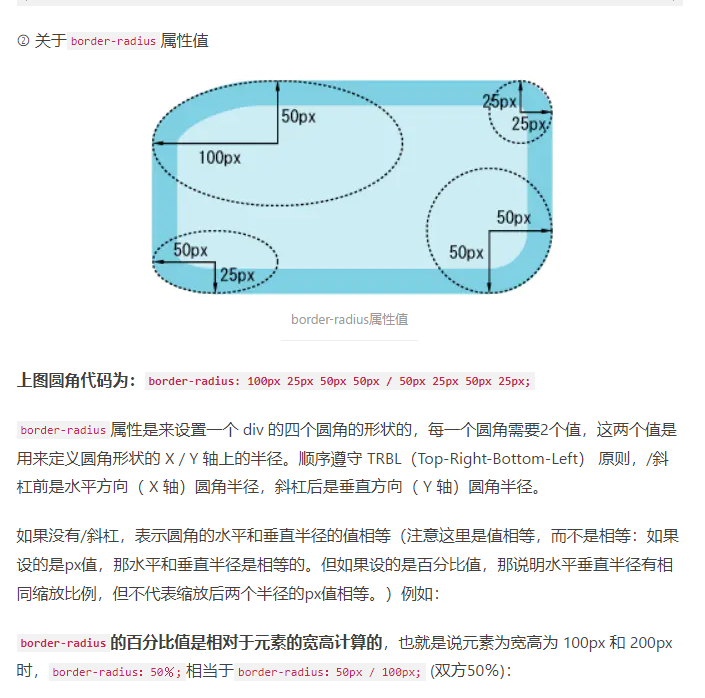 ② 关于 border-radius 属性值
50px
100px
25px
25px
50px
50px
50px
25px
border-radius属性值
上图圆角代码为：border-radius: 100px 25px 50px 50px / 50px 25px 50px 25px;
border-radius 属性是来设置一个 div 的四个圆角的形状的，每一个圆角需要2个值，这两个值是
用来定义圆角形状的 X / Y 轴上的半径。顺序遵守 TRBL（Top-Right-Bottom-Left） 原则，/斜
杠前是水平方向（ X 轴）圆角半径，斜杠后是垂直方向（ Y 轴）圆角半径。
如果没有/斜杠，表示圆角的水平和垂直半径的值相等（注意这里是值相等，而不是相等：如果
设的是px值，那水平和垂直半径是相等的。但如果设的是百分比值，那说明水平垂直半径有相
同缩放比例，但不代表缩放后两个半径的px值相等。）例如：
border-radius 的百分比值是相对于元素的宽高计算的，也就是说元素为宽高为 100px 和 200px
时， border-radius: 50%; 相当于 border-radius: 50px / 100px; (双方50%)：